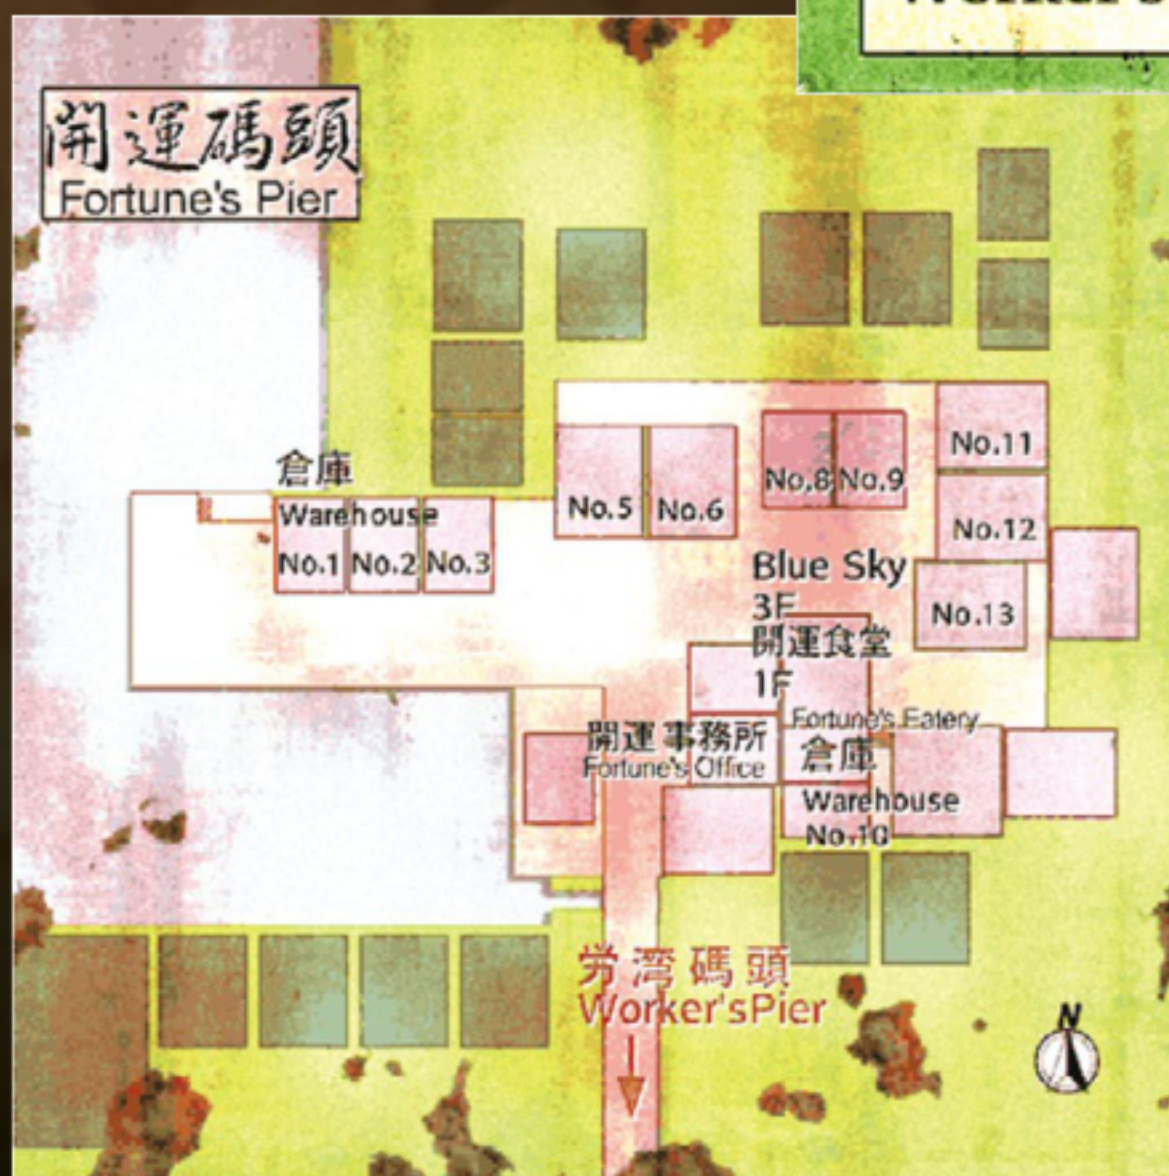 開運碼頭
Fortune's Pier
倉庫
Warehouse
No.1
No.2
No.3
No.5
No.6
No.8
No.9
No.11
No.12
No.13
Blue Sky
3F
開運食堂
1F
Fortune's Eatery
開運事務所
Fortune's Office
倉庫
Warehouse
No.10
労湾碼頭
Worker'sPier
N